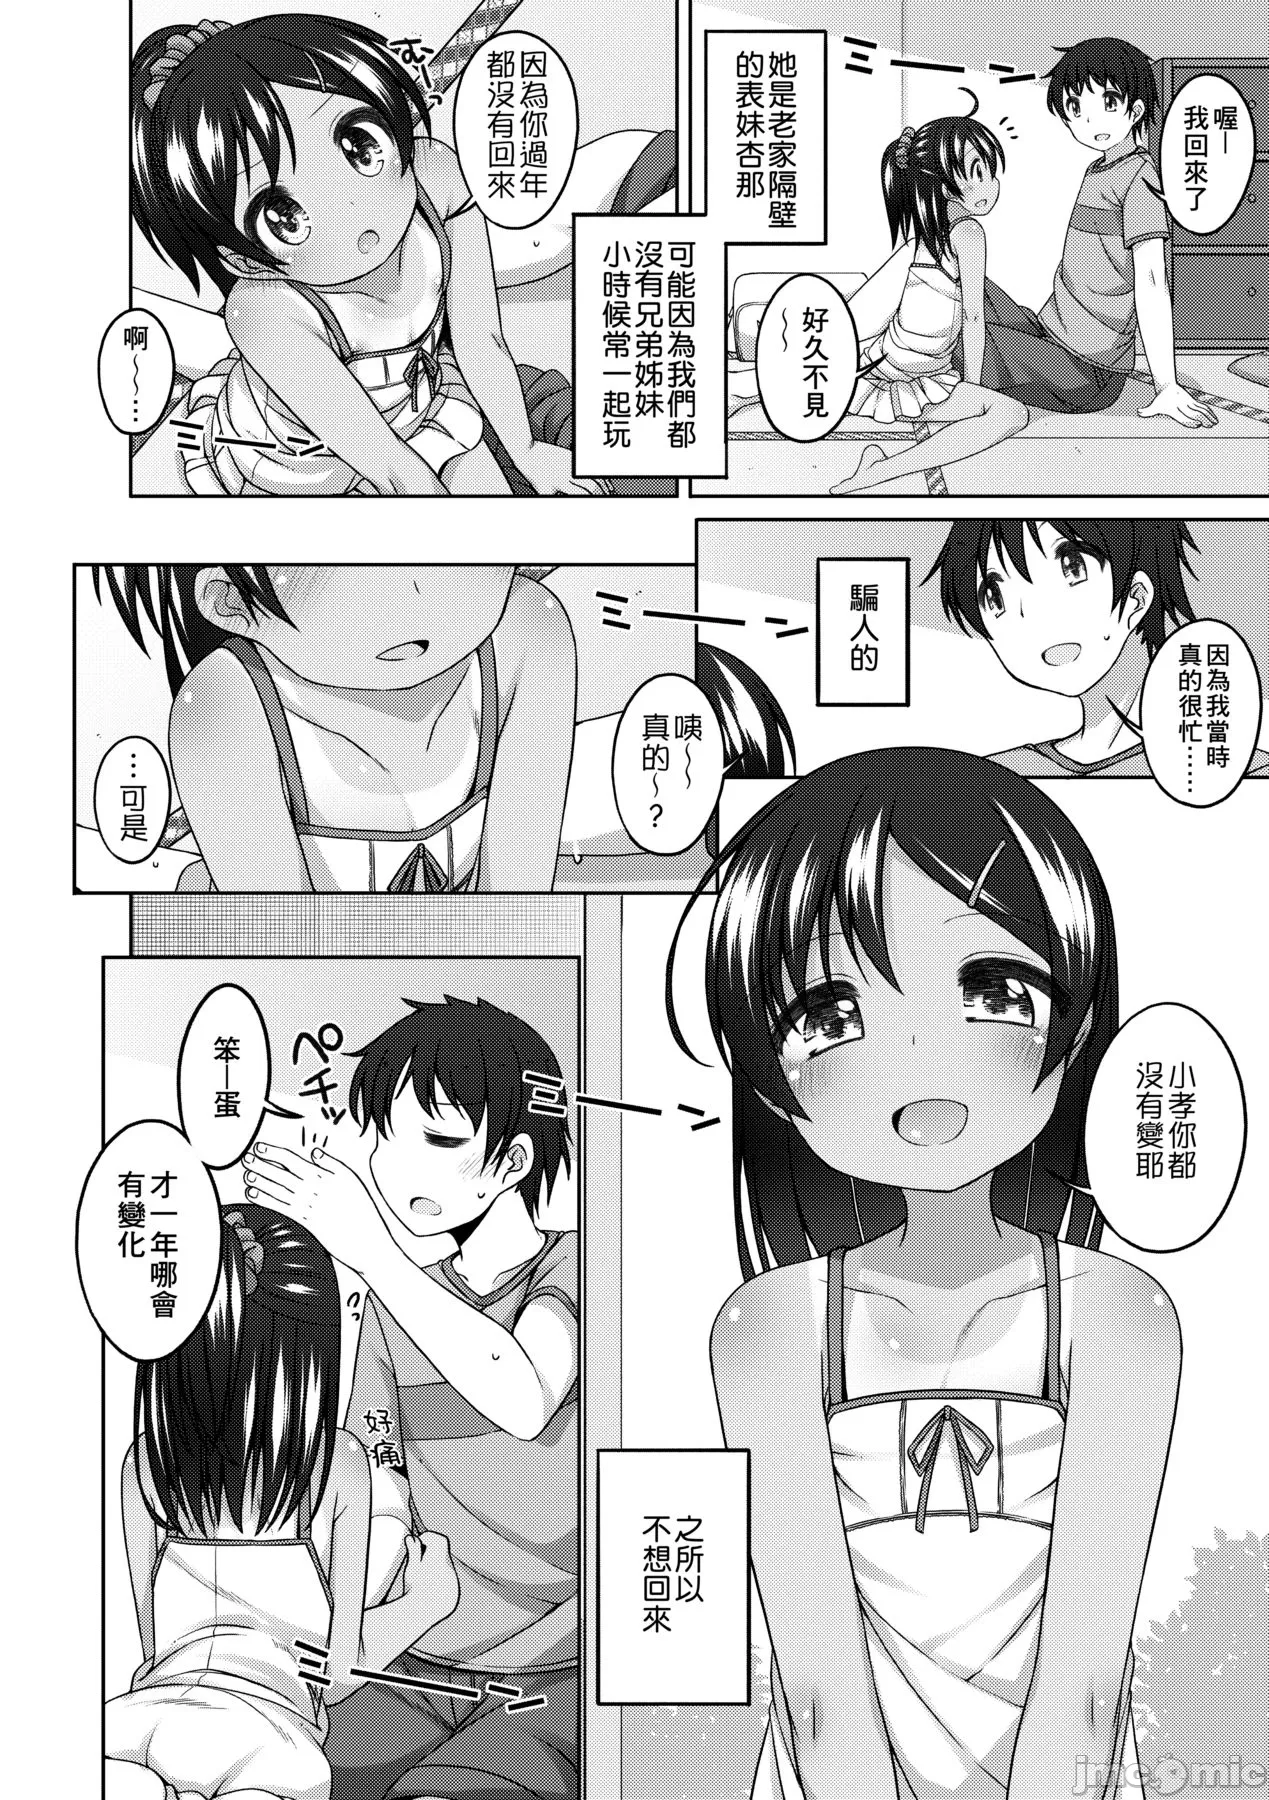 喔—
我回來了
好久不見
～
她是老家隔壁
的表妹杏那
可能因為我們都
沒有兄弟姊妹
小時候常一起玩
むー
因為你過年
都沒有回來
啊～…
ミーンミーン
因為我當時
真的很忙……
騙人的
咦～
真的～？
…可是
小孝你都
沒有變耶
之所以
不想回來
ペチッ
笨—蛋
才一年哪會
有變化
好痛
jmcomic